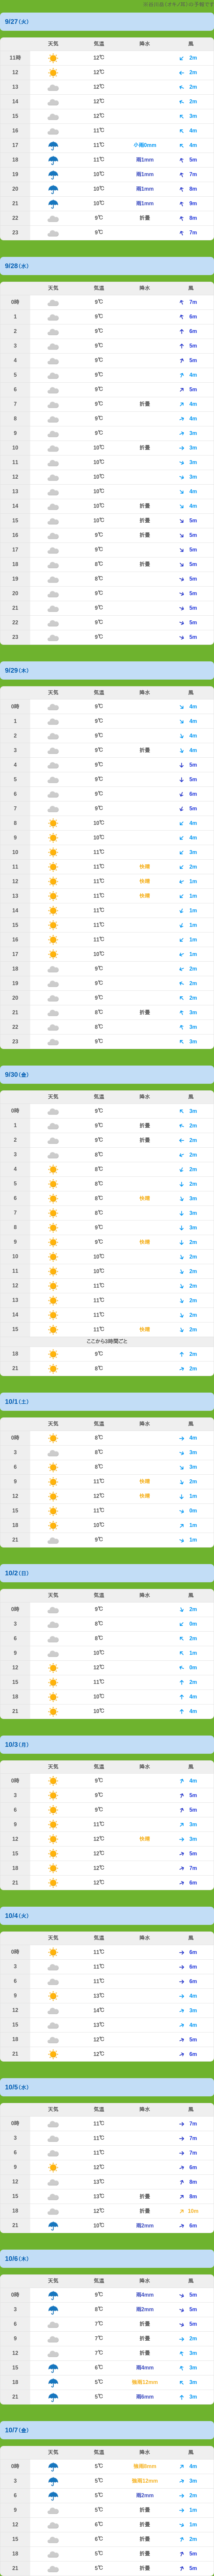 9/27(火)
天気 気温 降水 風
11時 12℃ 2m
12 12℃ 2m
13 12℃ 2m
14 12℃ 2m
15 12℃ 3m
16 11℃ 4m
17 11℃ 小雨0mm 4m
18 11℃ 雨1mm 5m
19 10℃ 雨1mm 7m
20 10℃ 雨1mm 8m
21 11℃ 雨1mm 9m
22 9℃ 折畳 8m
23 9℃ 7m
9/28(水)
天気 気温 降水 風
0時 9℃ 7m
1 9℃ 6m
2 9℃ 6m
3 9℃ 5m
4 9℃ 5m
5 9℃ 4m
6 9℃ 5m
7 9℃ 折畳 4m
8 9℃ 4m
9 9℃ 3m
10 10℃ 折畳 3m
11 10℃ 3m
12 10℃ 3m
13 10℃ 4m
14 10℃ 折畳 4m
15 10℃ 折畳 5m
16 9℃ 折畳 5m
17 9℃ 5m
18 8℃ 折畳 5m
19 8℃ 5m
20 9℃ 5m
21 9℃ 5m
22 9℃ 5m
23 9℃ 5m
9/29(木)
天気 気温 降水 風
0時 9℃ 4m
1 9℃ 4m
2 9℃ 4m
3 9℃ 折畳 4m
4 9℃ 5m
5 9℃ 5m
6 9℃ 6m
7 9℃ 5m
8 10℃ 4m
9 10℃ 4m
10 11℃ 3m
11 11℃ 快晴 2m
12 11℃ 快晴 1m
13 11℃ 快晴 1m
14 11℃ 1m
15 11℃ 1m
16 11℃ 1m
17 10℃ 1m
18 9℃ 2m
19 9℃ 2m
20 9℃ 2m
21 8℃ 折畳 3m
22 8℃ 3m
23 9℃ 3m
9/30(金)
天気 気温 降水 風
0時 9℃ 3m
1 9℃ 折畳 2m
2 9℃ 折畳 2m
3 8℃ 2m
4 8℃ 2m
5 8℃ 2m
6 8℃ 快晴 3m
7 8℃ 3m
8 9℃ 3m
9 9℃ 快晴 2m
10 10℃ 2m
11 10℃ 2m
12 11℃ 2m
13 11℃ 2m
14 11℃ 2m
15 11℃ 快晴 2m
ここから3時間ごと
18 9℃ 2m
21 8℃ 2m
10/1(土)
天気 気温 降水 風
0時 8℃ 4m
3 8℃ 3m
6 8℃ 3m
9 11℃ 快晴 2m
12 12℃ 快晴 1m
15 11℃ 0m
18 10℃ 1m
21 9℃ 1m
10/2(日)
天気 気温 降水 風
0時 9℃ 2m
3 8℃ 0m
6 8℃ 2m
9 10℃ 1m
12 12℃ 0m
15 11℃ 2m
18 10℃ 4m
21 10℃ 4m
10/3(月)
天気 気温 降水 風
0時 9℃ 4m
3 9℃ 5m
6 9℃ 5m
9 11℃ 3m
12 12℃ 快晴 3m
15 12℃ 5m
18 12℃ 7m
21 12℃ 6m
10/4(火)
天気 気温 降水 風
0時 11℃ 6m
3 11℃ 6m
6 11℃ 6m
9 13℃ 4m
12 14℃ 3m
15 13℃ 4m
18 12℃ 5m
21 12℃ 6m
10/5(水)
天気 気温 降水 風
0時 11℃ 7m
3 11℃ 7m
6 11℃ 7m
9 12℃ 6m
12 13℃ 8m
15 13℃ 折畳 8m
18 12℃ 折畳 10m
21 10℃ 雨2mm 6m
10/6(木)
天気 気温 降水 風
0時 9℃ 雨4mm 5m
3 8℃ 雨2mm 5m
6 7℃ 折畳 5m
9 7℃ 折畳 2m
12 7℃ 折畳 3m
15 6℃ 雨4mm 3m
18 5℃ 強雨12mm 3m
21 5℃ 雨6mm 3m
10/7(金)
天気 気温 降水 風
0時 5℃ 強雨8mm 4m
3 5℃ 強雨12mm 3m
6 5℃ 雨2mm 2m
9 5℃ 折畳 1m
12 6℃ 折畳 1m
15 6℃ 折畳 2m
18 5℃ 折畳 5m
21 5℃ 折畳 5m